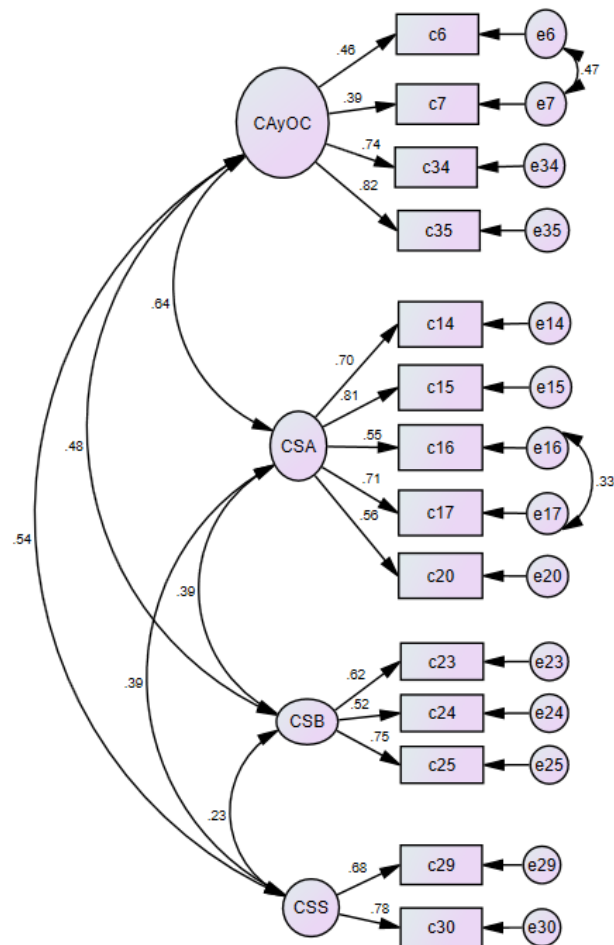 c6
e6
.46
.47
.39
c7
e7
CAyOC
.74
c34
e34
.82
c35
e35
.64
c14
e14
.70
c15
e15
.81
CSA
.55
c16
e16
.48
.71
.33
c17
e17
.56
.54
c20
e20
.39
c23
e23
.62
.39
.52
c24
e24
CSB
.75
c25
e25
.23
.68
c29
e29
CSS
.78
c30
e30